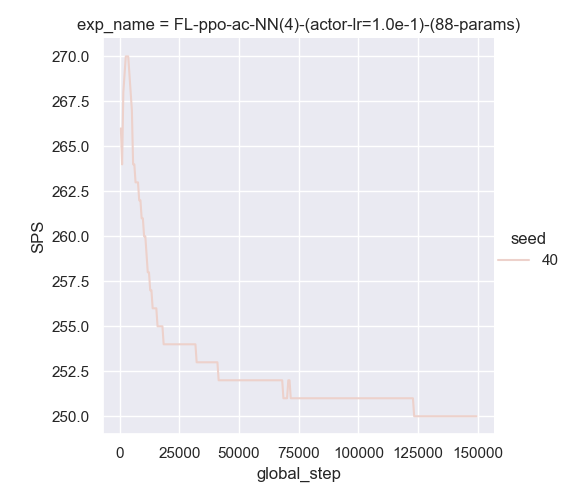 exp_name = FL-ppo-ac-NN(4)-(actor-lr=1.0e-1)-(88-params)
270.0
267.5
265.0
262.5
260.0
257.5
255.0
252.5
250.0
SPS
0 25000 50000 75000 100000 125000 150000
global_step
seed
40